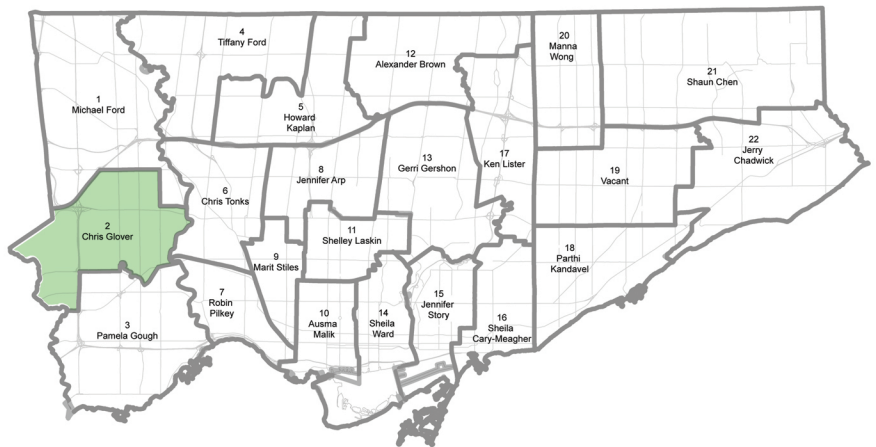 1
Michael Ford
2
Chris Glover
3
Pamela Gough
4
Tiffany Ford
5
Howard
Kaplan
6
Chris Tonks
7
Robin
Pilkey
8
Jennifer Arp
9
Marit Stiles
10
Ausma
Malik
11
Shelley Laskin
12
Alexander Brown
13
Gerri Gershon
14
Sheila
Ward
15
Jennifer
Story
16
Sheila
Cary-Meagher
17
Ken Lister
18
Parthi
Kandavel
19
Vacant
20
Manna
Wong
21
Shaun Chen
22
Jerry
Chadwick